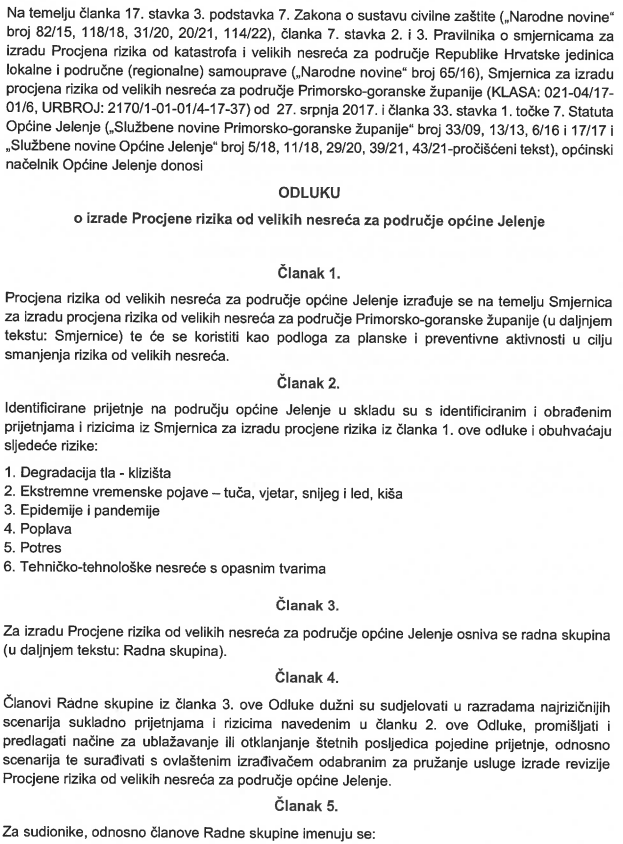 Na temelju članka 17. stavka 3. podstavka 7. Zakona o sustavu civilne zaštite („Narodne novine“
broj 82/15, 118/18, 31/20, 20/21, 114/22), članka 7. stavka 2. i 3. Pravilnika o smjernicama za
izradu Procjena rizika od katastrofa i velikih nesreća za područje Republike Hrvatske jedinica
lokalne i područne (regionalne) samouprave („Narodne novine“ broj 65/16), Smjernica za izradu
procjena rizika od velikih nesreća za područje Primorsko-goranske županije (KLASA: 021-04/17-
01/6, URBROJ: 2170/1-01-01/4-17-37) od 27. srpnja 2017. i članka 33. stavka 1. točke 7. Statuta
Općine Jelenje („Službene novine Primorsko-goranske županije“ broj 33/09, 13/13, 6/16 i 17/17 i
„Službene novine Općine Jelenje“ broj 5/18, 11/18, 29/20, 39/21, 43/21-pročišćeni tekst), općinski
načelnik Općine Jelenje donosi
ODLUKU
o izrade Procjene rizika od velikih nesreća za područje općine Jelenje
Članak 1.
Procjena rizika od velikih nesreća za područje općine Jelenje izrađuje se na temelju Smjernica
za izradu procjena rizika od velikih nesreća za područje Primorsko-goranske županije (u daljnjem
tekstu: Smjernice) te će se koristiti kao podloga za planske i preventivne aktivnosti u cilju
smanjenja rizika od velikih nesreća.
Članak 2.
Identificirane prijetnje na području općine Jelenje u skladu su s identificiranim i obrađenim
prijetnjama i rizicima iz Smjernica za izradu procjene rizika iz članka 1. ove odluke i obuhvaćaju
sljedeće rizike:
1. Degradacija tla - klizišta
2. Ekstremne vremenske pojave – tuča, vjetar, snijeg i led, kiša
3. Epidemije i pandemije
4. Poplava
5. Potres
6. Tehničko-tehnološke nesreće s opasnim tvarima
Članak 3.
Za izradu Procjene rizika od velikih nesreća za područje općine Jelenje osniva se radna skupina
(u daljnjem tekstu: Radna skupina).
Članak 4.
Članovi Radne skupine iz članka 3. ove Odluke dužni su sudjelovati u razradama najrizičnijih
scenarija sukladno prijetnjama i rizicima navedenim u članku 2. ove Odluke, promišljati i
predlagati načine za ublažavanje ili otklanjanje štetnih posljedica pojedine prijetnje, odnosno
scenarija te surađivati s ovlaštenim izrađivačem odabranim za pružanje usluge izrade revizije
Procjene rizika od velikih nesreća za područje općine Jelenje.
Članak 5.
Za sudionike, odnosno članove Radne skupine imenuju se: